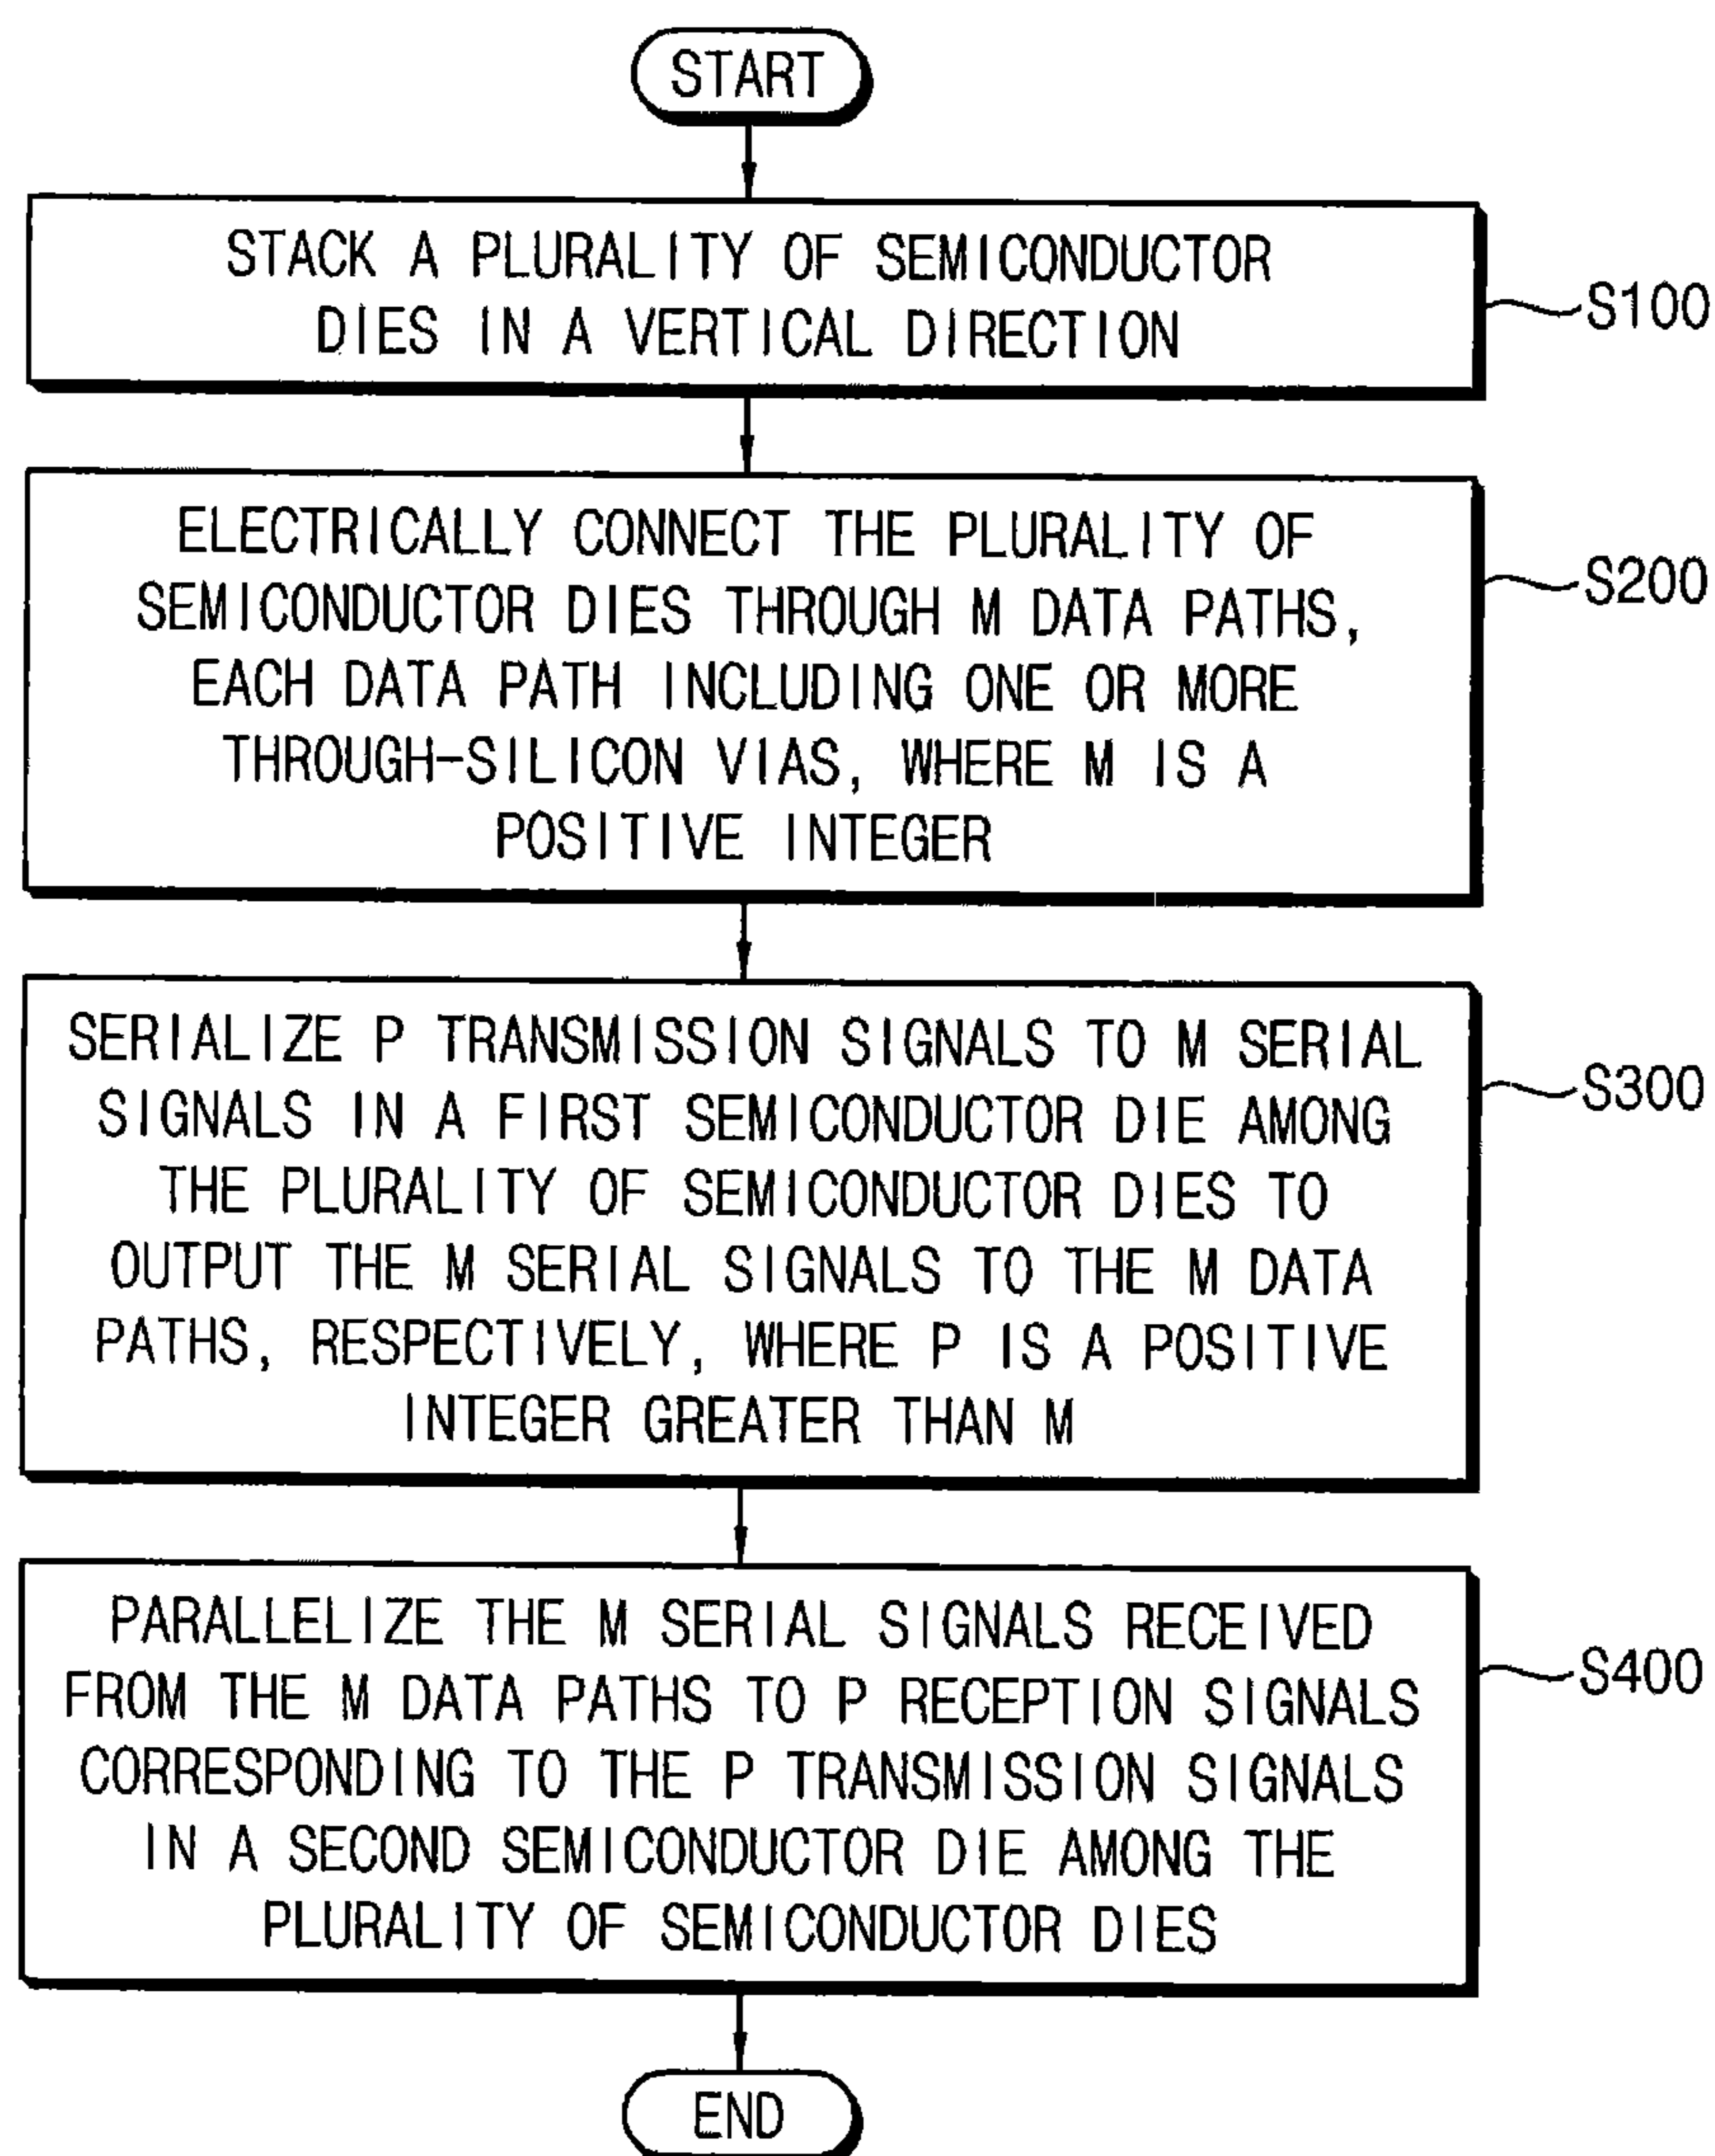 START
STACK A PLURALITY OF SEMICONDUCTOR
DIES IN A VERTICAL DIRECTION
S100
ELECTRICALLY CONNECT THE PLURALITY OF
SEMICONDUCTOR DIES THROUGH M DATA PATHS,
EACH DATA PATH INCLUDING ONE OR MORE
THROUGH-SILICON VIAS, WHERE M IS A
POSITIVE INTEGER
S200
SERIALIZE P TRANSMISSION SIGNALS TO M SERIAL
SIGNALS IN A FIRST SEMICONDUCTOR DIE AMONG
THE PLURALITY OF SEMICONDUCTOR DIES TO
OUTPUT THE M SERIAL SIGNALS TO THE M DATA
PATHS, RESPECTIVELY, WHERE P IS A POSITIVE
INTEGER GREATER THAN M
S300
PARALLELIZE THE M SERIAL SIGNALS RECEIVED
FROM THE M DATA PATHS TO P RECEPTION SIGNALS
CORRESPONDING TO THE P TRANSMISSION SIGNALS
IN A SECOND SEMICONDUCTOR DIE AMONG THE
PLURALITY OF SEMICONDUCTOR DIES
S400
END